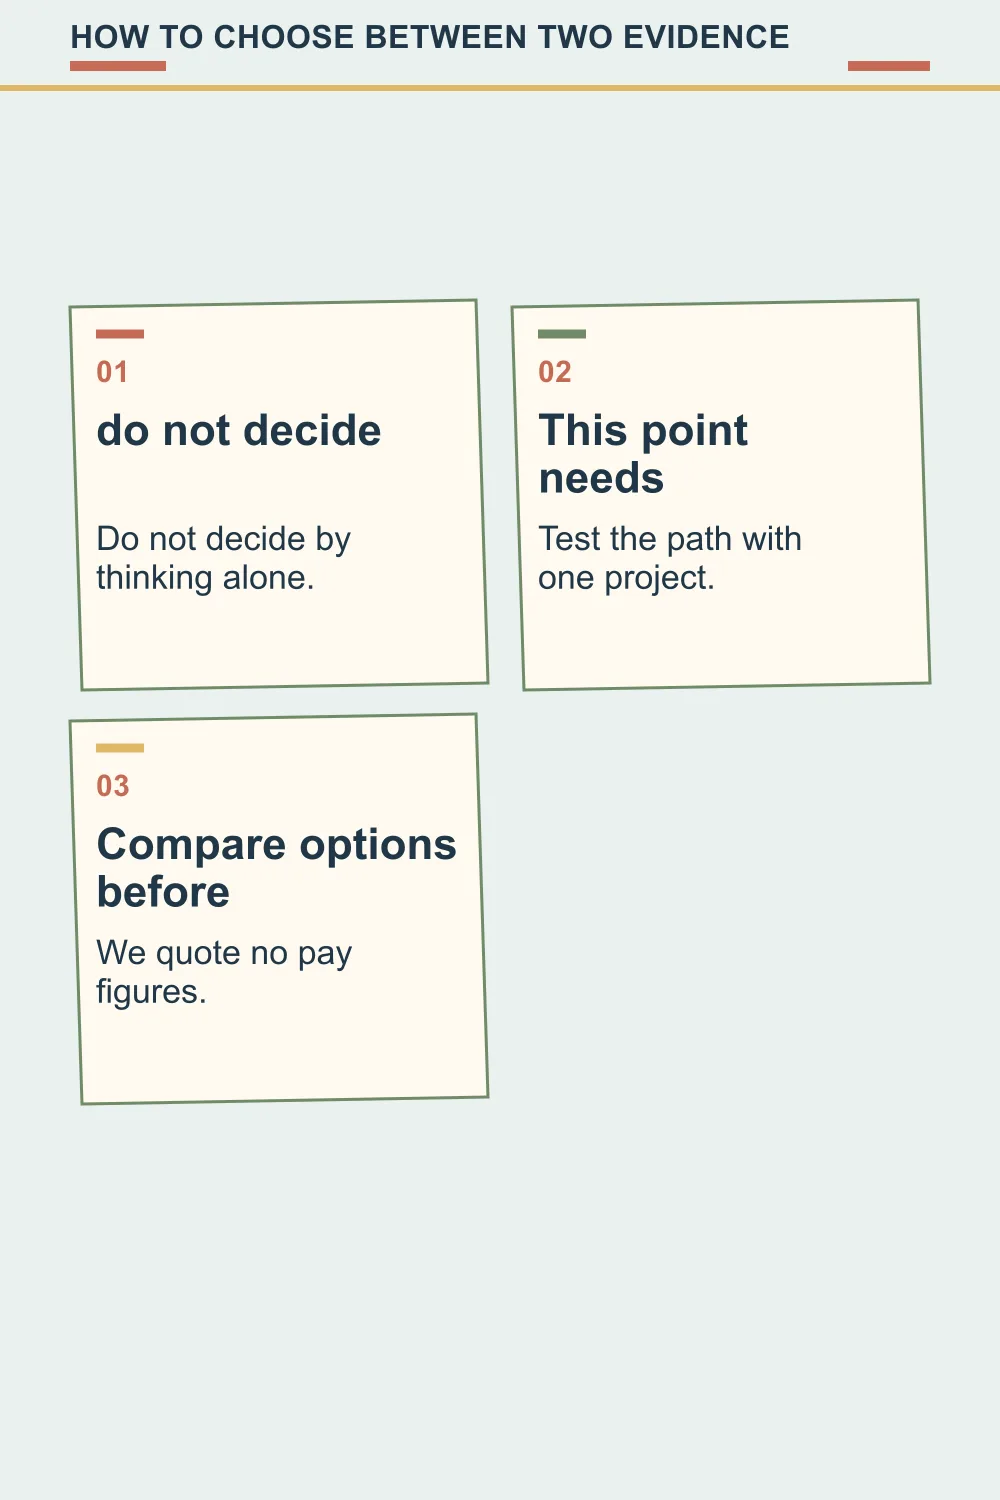 HOW TO CHOOSE BETWEEN TWO EVIDENCE
01
do not decide
Do not decide by
thinking alone.
02
This point
needs
Test the path with
one project.
03
Compare options
before
We quote no pay
figures.